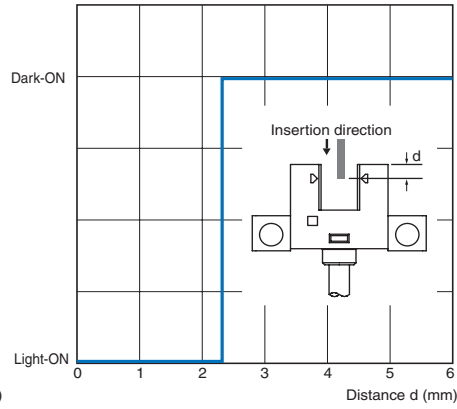 Dark-ON
Insertion direction
d
Light-ON
0 1 2 3 4 5 6
)
Distance d (mm)